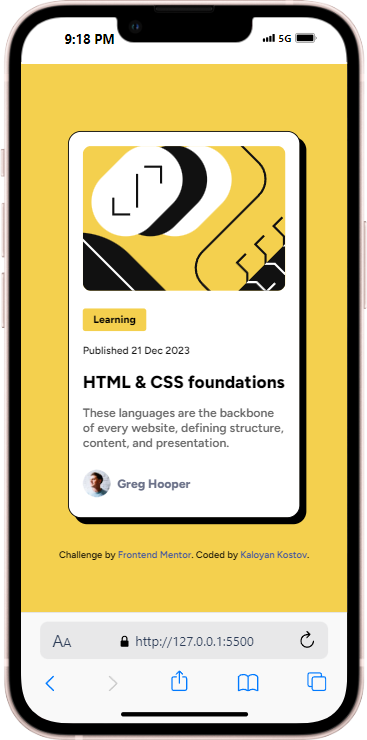 9:18 PM 5G
Learning
Published 21 Dec 2023
HTML & CSS foundations
These languages are the backbone
of every website, defining structure,
content, and presentation.
Greg Hooper
Challenge by Frontend Mentor. Coded by Kaloyan Kostov.
AA http://127.0.0.1:5500